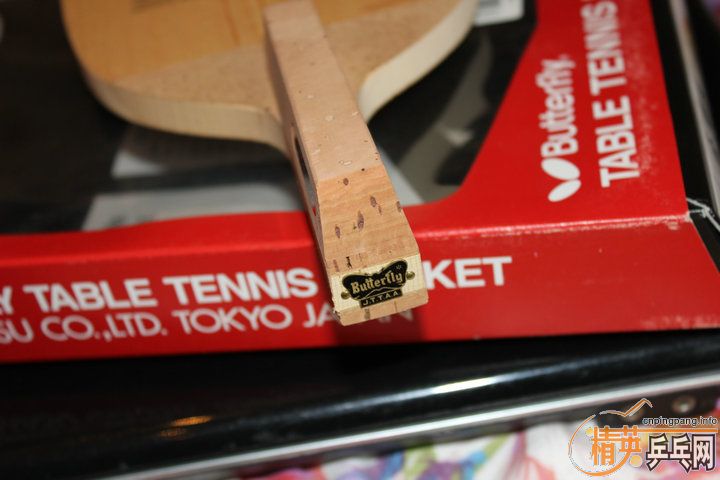 Butterfly.
TABLE TENNIS
Y TABLE TENNIS KET
SU CO.,LTD. TOKYO JA
Butterfly
J.T.T.A.A
cnpingpang.info
精英乒乓网